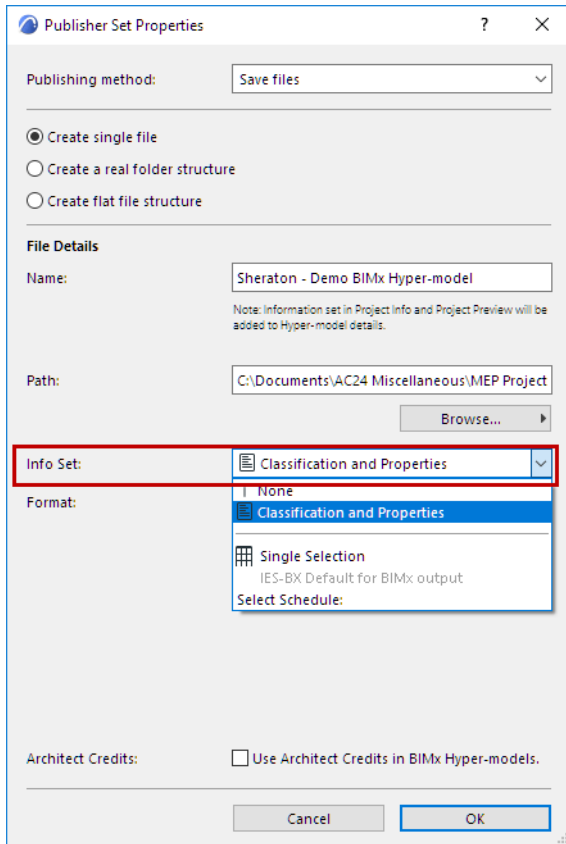 Publisher Set Properties
?
Publishing method:
Save files
Create single file
Create a real folder structure
Create flat file structure
File Details
Name:
Sheraton - Demo BIMx Hyper-model
Note: Information set in Project Info and Project Preview will be
added to Hyper-model details.
Path:
C:\Documents\AC24 Miscellaneous\MEP Project
Browse...
Info Set:
Classification and Properties
Format:
None
Classification and Properties
Single Selection
IES-BX Default for BIMx output
Select Schedule:
Architect Credits:
Use Architect Credits in BIMx Hyper-models.
Cancel
OK